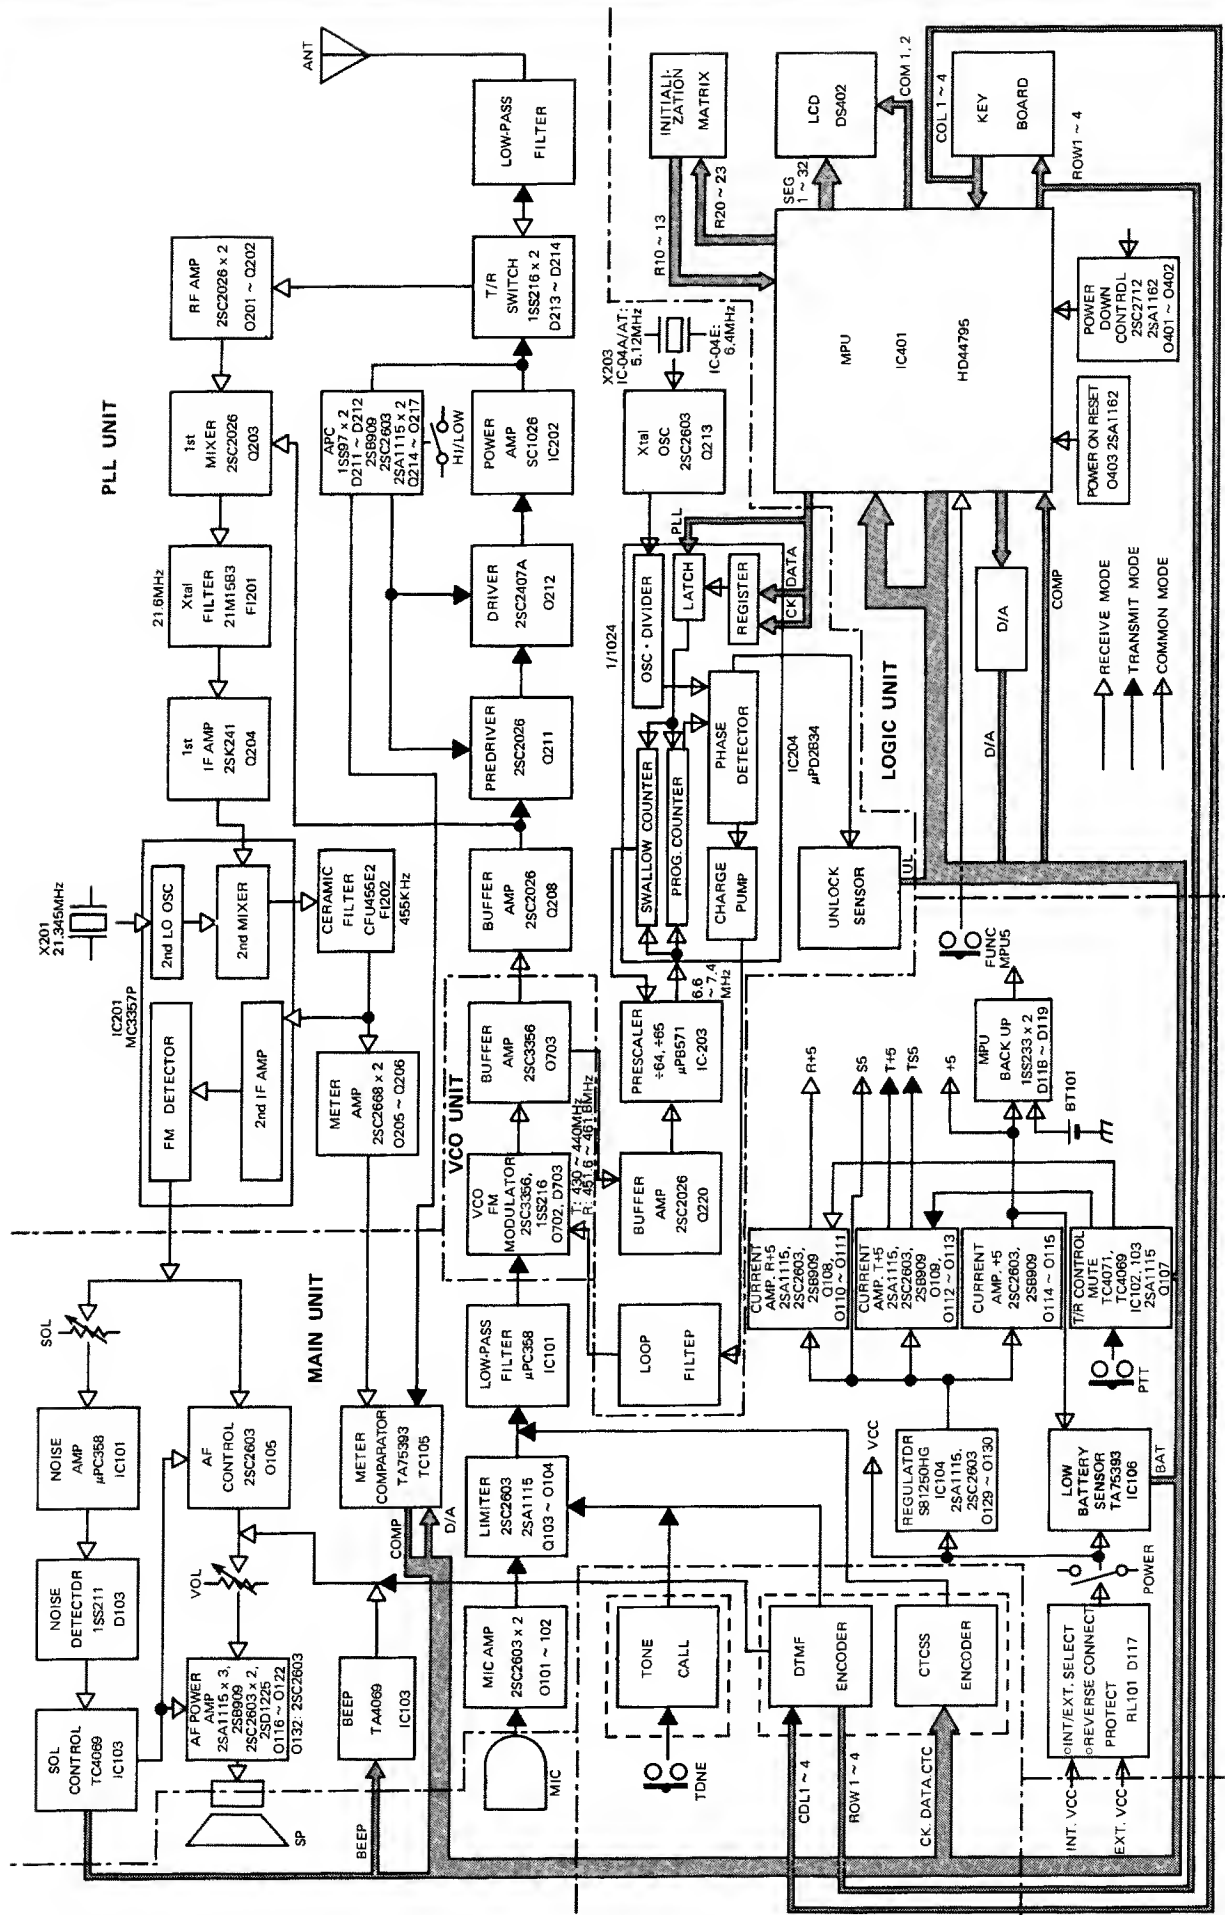 ANT
LOW-PASS
FILTER
RF AMP
2SC2026 x 2
Q201 ~ Q202
T/R
SWITCH
1SS216 x 2
D213 ~ D214
PLL UNIT
1st
MIXER
2SC2026
Q203
APC
1SS97 x 2
D211 ~ D212
2SB909
2SC2603
2SA1115 x 2
Q214 ~ Q217
HI/LOW
POWER
AMP
SC1026
IC202
21.6MHz
Xtal
FILTER
21M15B3
FI201
DRIVER
2SC2407A
Q212
1st
IF AMP
2SK241
Q204
PREDRIVER
2SC2026
Q211
X201
21.345MHz
IC201
MC3357P
2nd LO OSC
2nd MIXER
FM DETECTOR
2nd IF AMP
CERAMIC
FILTER
CFU455E2
FI202
455KHz
METER
AMP
2SC2668 x 2
Q205 ~ Q206
BUFFER
AMP
2SC2026
Q208
VCO UNIT
BUFFER
AMP
2SC3356
Q703
VCO
FM
MODULATOR
2SC3356,
1SS216
Q702, D703
T: 430 ~ 440MHz
R: 451.6 ~ 461.6MHz
BUFFER
AMP
2SC2026
Q220
PRESCALER
÷64, ÷65
µPB571
IC-203
6.6
~ 7.4
MHz
LOOP
FILTEP
INITIALI-
ZATION
MATRIX
R10 ~ 13
R20 ~ 23
LCD
DS402
SEG
1 ~ 32
COM 1, 2
COL 1 ~ 4
KEY
BOARD
ROW1 ~ 4
X203
IC-04A/AT:
5.12MHz
IC-04E:
6.4MHz
Xtal
OSC
2SC2603
Q213
MPU
IC401
HD44795
POWER
DOWN
CONTRDL
2SC2712
2SA1162
Q401 ~ Q402
POWER ON RESET
Q403 2SA1162
1/1024
OSC・DIVIDER
PLL
LATCH
REGISTER
CK
DATA
SWALLOW COUNTER
PROG. COUNTER
PHASE
DETECTOR
CHARGE
PUMP
IC204
µPD2834
UNLOCK
SENSOR
UL
LOGIC UNIT
D/A
D/A
COMP
RECEIVE MODE
TRANSMIT MODE
COMMON MODE
FUNC
MPU5
MPU
BACK UP
1SS233 x 2
D118 ~ D119
BT101
R+5
S5
T+5
TS5
+5
CURRENT
AMP. R+5
2SA1115,
2SC2603,
2SB909
Q108,
Q110 ~ Q111
CURRENT
AMP. T+5
2SA1115,
2SC2603,
2SB909
Q109,
Q112 ~ Q113
CURRENT
AMP. +5
2SC2603,
2SB909
Q114 ~ Q115
T/R CONTROL
MUTE
TC4071,
TC4069
IC102, 103
2SA1115
Q107
PTT
MAIN UNIT
SQL
NOISE
AMP
µPC358
IC101
AF
CONTROL
2SC2603
Q105
NOISE
DETECTDR
1SS211
D103
VOL
SQL
CONTROL
TC4069
IC103
AF POWER
AMP
2SA1115 x 3,
2SB909
2SC2603 x 2,
2SD1225
Q116 ~ Q122
Q132: 2SC2603
SP
METER
COMPARATOR
TA75393
TC105
COMP
D/A
BEEP
TA4069
IC103
BEEP
LOW-PASS
FILTER
µPC358
IC101
LIMITER
2SC2603
2SA1115
Q103 ~ Q104
MIC AMP
2SC2603 x 2
Q101 ~ 102
MIC
TONE
CALL
TDNE
DTMF
ENCODER
CTCSS
ENCODER
CDL1 ~ 4
ROW 1 ~ 4
CK. DATA.CTC
VCC
REGULATDR
S81250HG
IC104
2SA1115,
2SC2603
Q129 ~ Q130
LOW
BATTERY
SENSOR
TA75393
IC106
BAT
POWER
○INT/EXT. SELECT
○REVERSE CONNECT
PROTECT
RL101 D117
INT. VCC
EXT. VCC